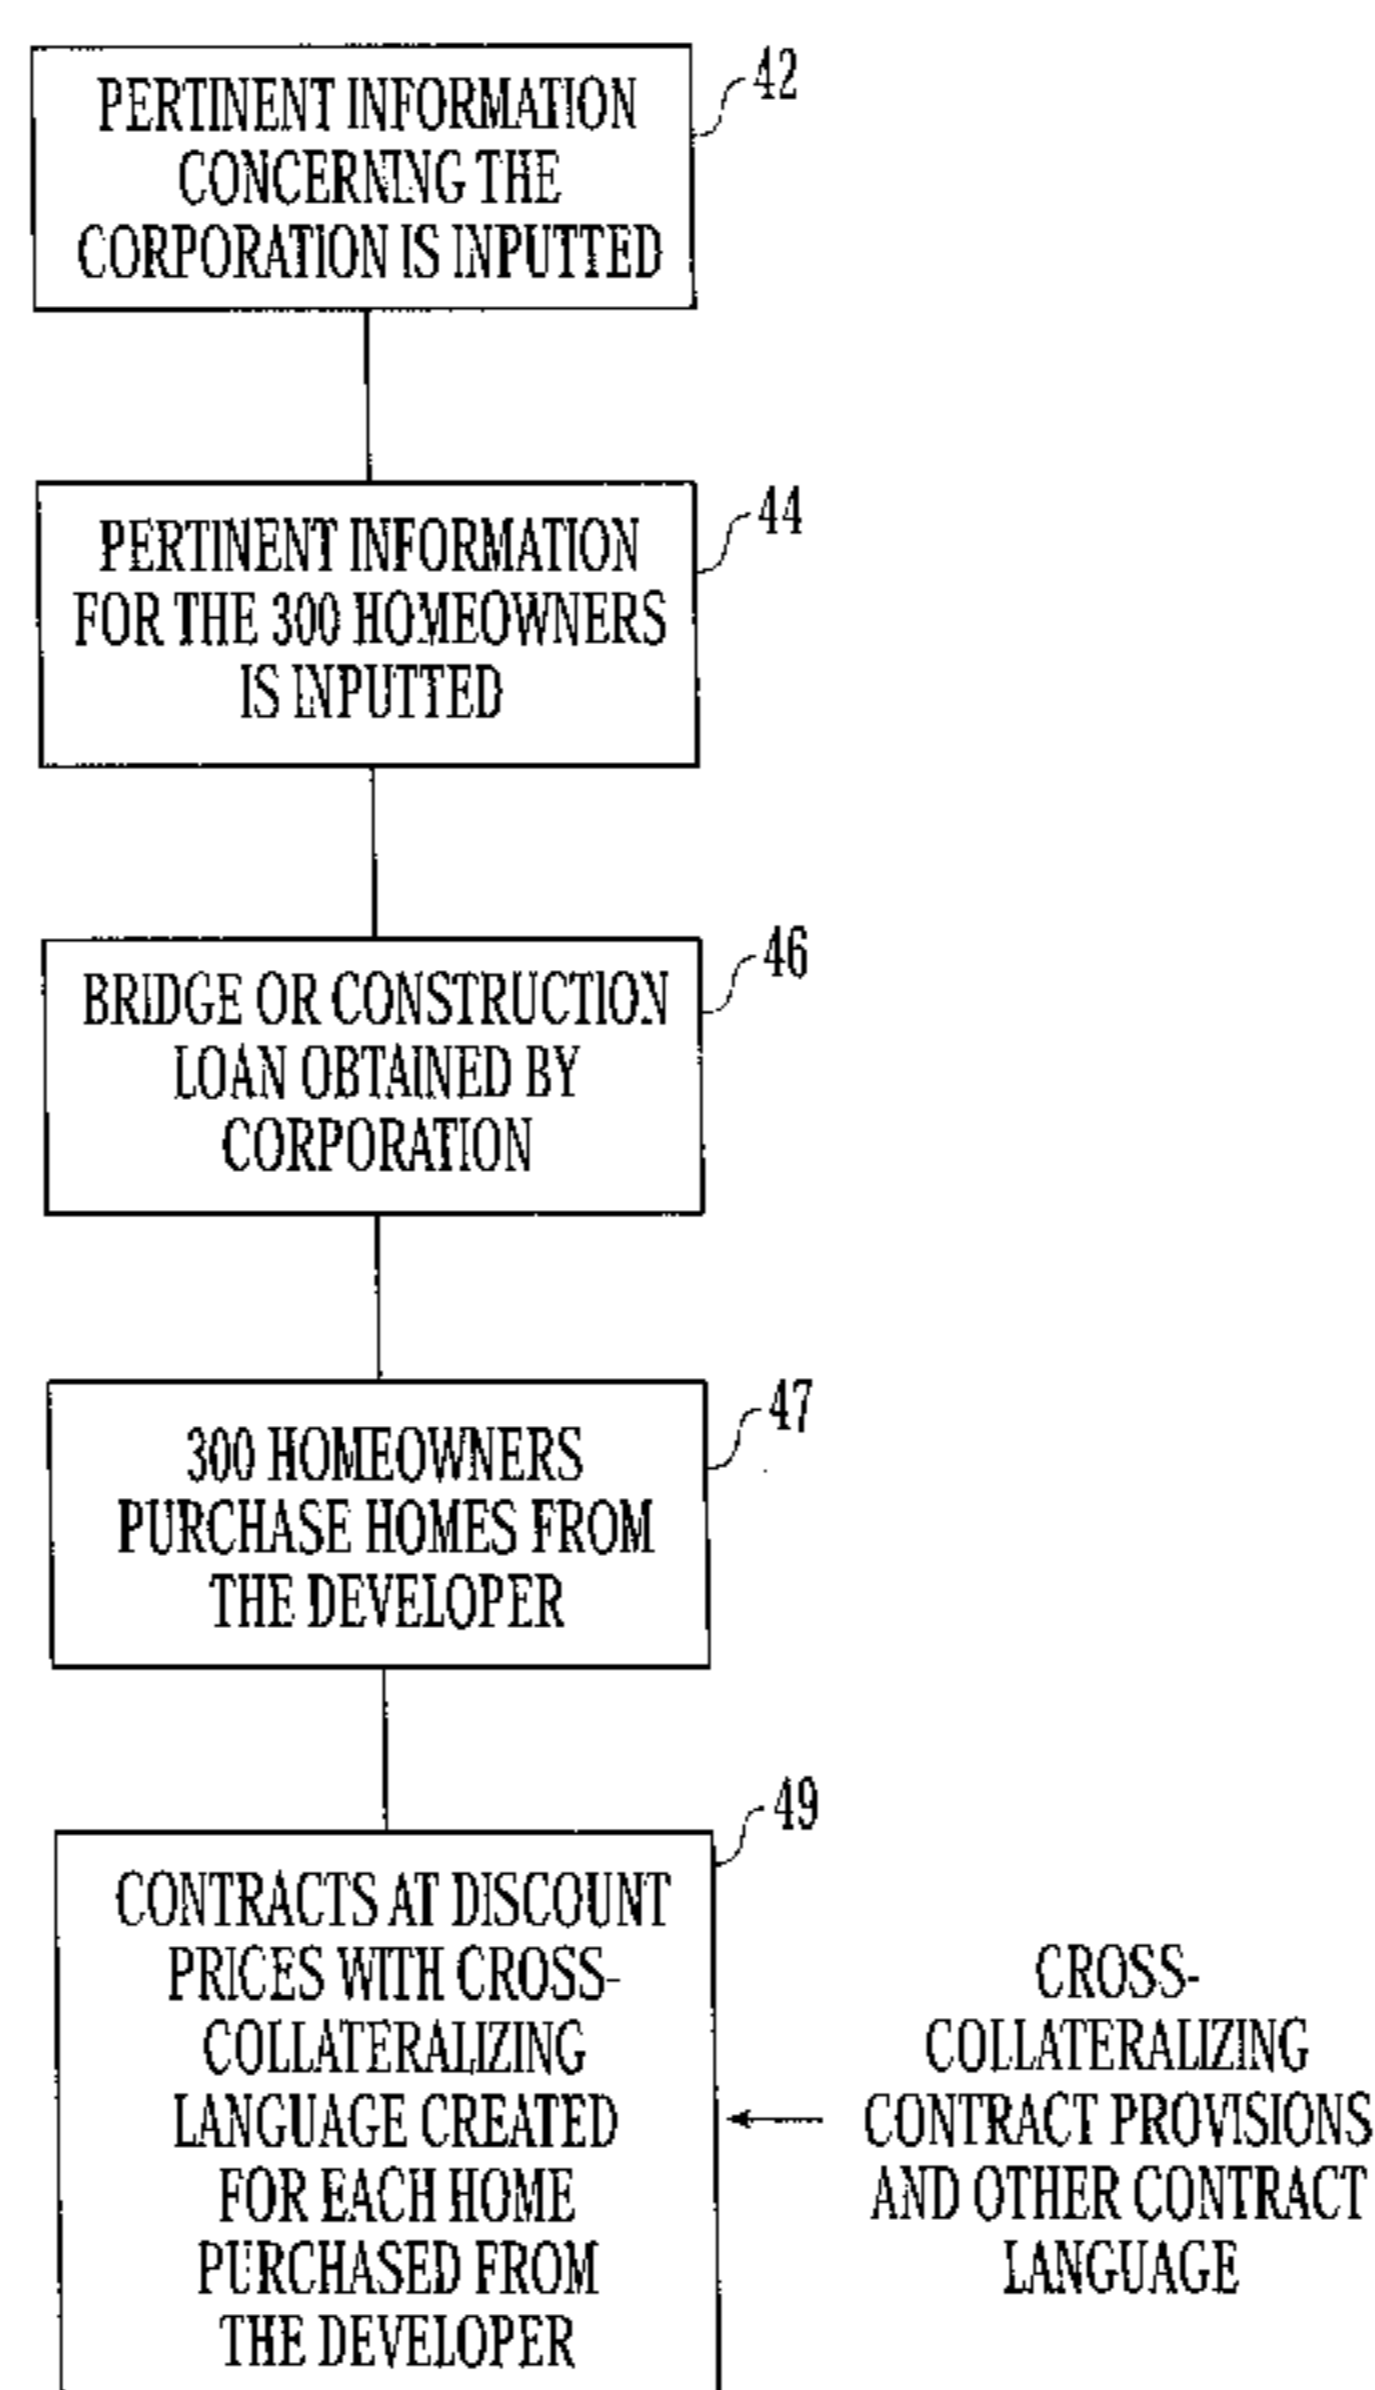 42
PERTINENT INFORMATION
CONCERNING THE
CORPORATION IS INPUTTED
44
PERTINENT INFORMATION
FOR THE 300 HOMEOWNERS
IS INPUTTED
46
BRIDGE OR CONSTRUCTION
LOAN OBTAINED BY
CORPORATION
47
300 HOMEOWNERS
PURCHASE HOMES FROM
THE DEVELOPER
49
CONTRACTS AT DISCOUNT
PRICES WITH CROSS-
COLLATERALIZING
LANGUAGE CREATED
FOR EACH HOME
PURCHASED FROM
THE DEVELOPER
CROSS-
COLLATERALIZING
CONTRACT PROVISIONS
AND OTHER CONTRACT
LANGUAGE